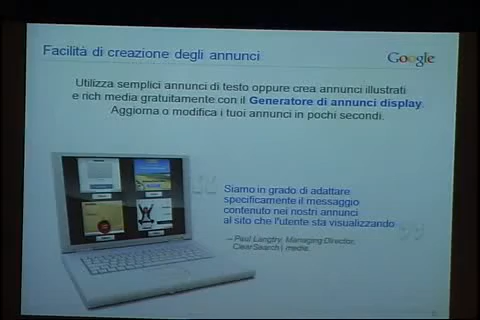 Facilità di creazione degli annunci
Google
Utilizza semplici annunci di testo oppure crea annunci illustrati
e rich media gratuitamente con il Generatore di annunci display.
Aggiorna o modifica i tuoi annunci in pochi secondi.
Siamo in grado di adattare
specificamente il messaggio
contenuto nei nostri annunci
al sito che l'utente sta visualizzando
– Paul Langtry, Managing Director,
ClearSearch media.